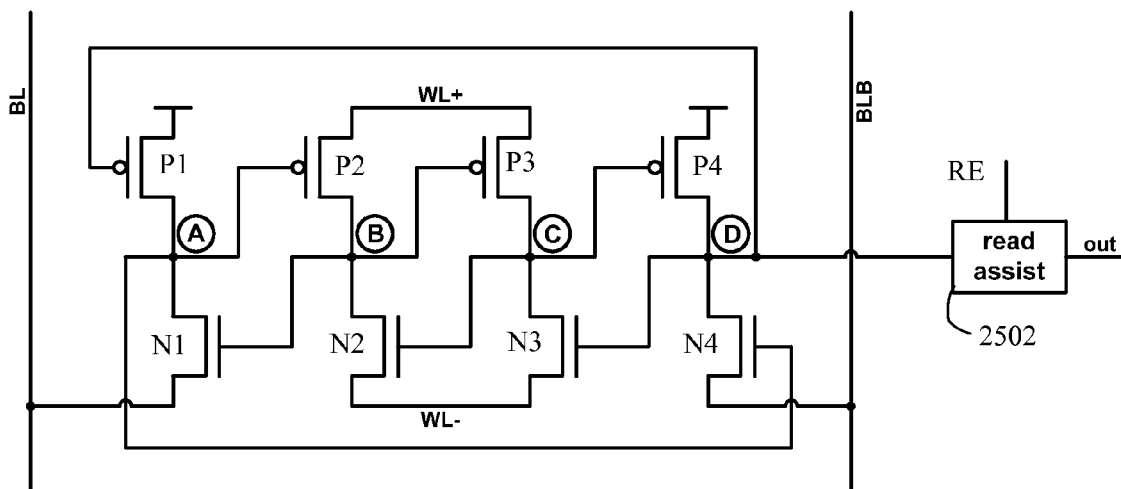 BL
WL+
BLB
P1
P2
P3
P4
RE
A
B
C
D
read
assist
out
N1
N2
N3
N4
2502
WL-